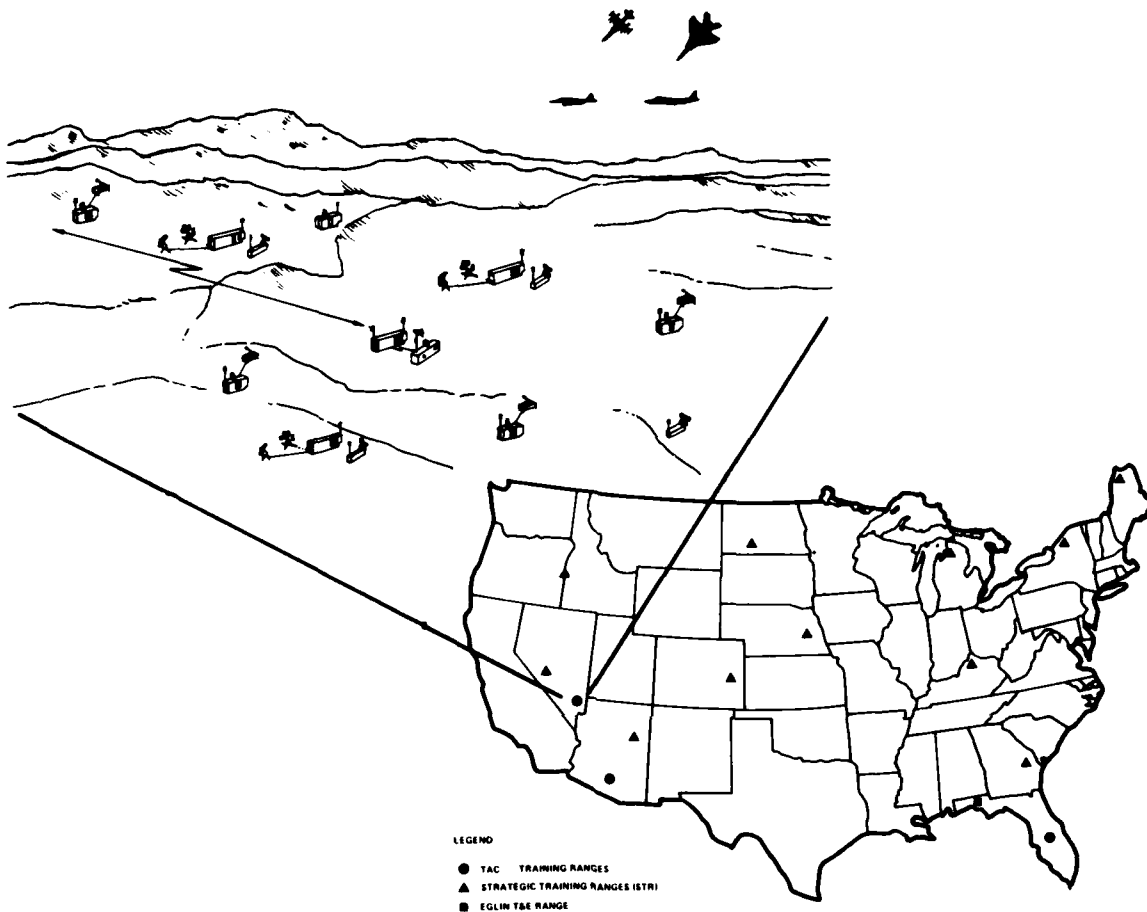 LEGEND
TAC TRAINING RANGES
STRATEGIC TRAINING RANGES (STR)
EGLIN T&E RANGE